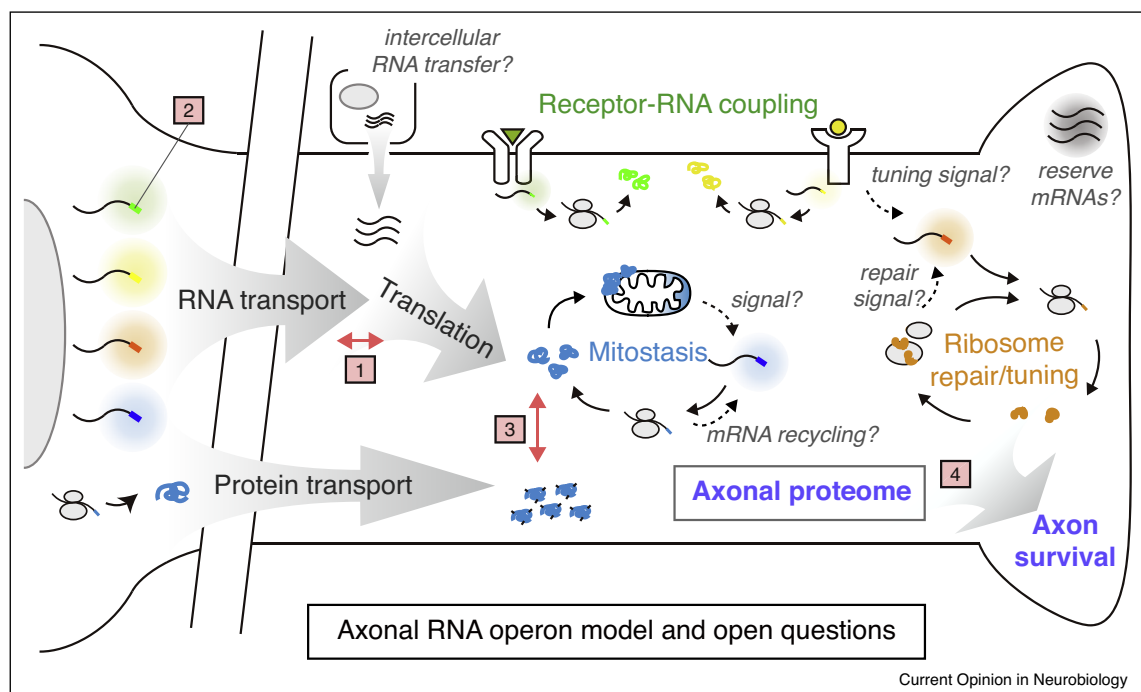 intercellular
RNA transfer?
2
Receptor-RNA coupling
tuning signal?
reserve
mRNAs?
RNA transport
Translation
1
signal?
repair
signal?
Mitostasis
Ribosome
repair/tuning
3
mRNA recycling?
Protein transport
Axonal proteome
4
Axon
survival
Axonal RNA operon model and open questions
Current Opinion in Neurobiology